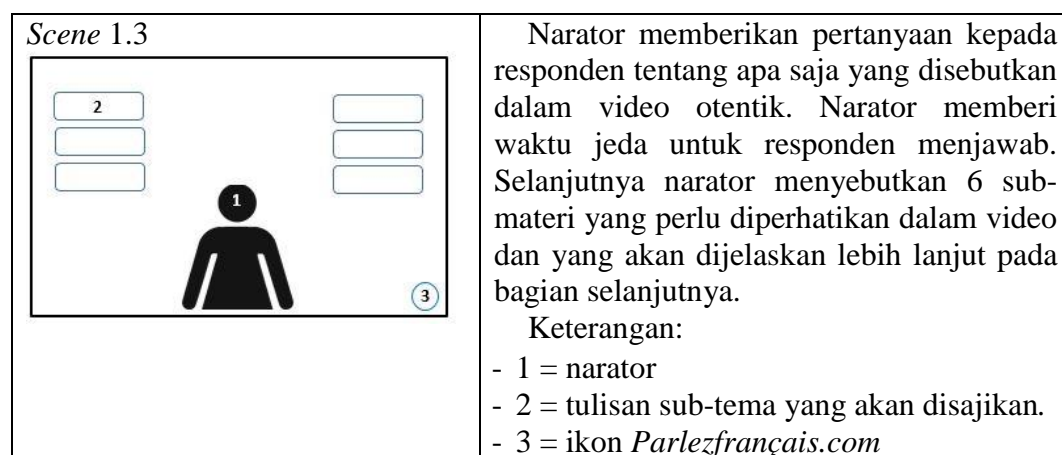 Scene 1.3
2
1
3
Narator memberikan pertanyaan kepada
responden tentang apa saja yang disebutkan
dalam video otentik. Narator memberi
waktu jeda untuk responden menjawab.
Selanjutnya narator menyebutkan 6 sub-
materi yang perlu diperhatikan dalam video
dan yang akan dijelaskan lebih lanjut pada
bagian selanjutnya.
Keterangan:
- 1 = narator
- 2 = tulisan sub-tema yang akan disajikan.
- 3 = ikon Parlezfrançais.com